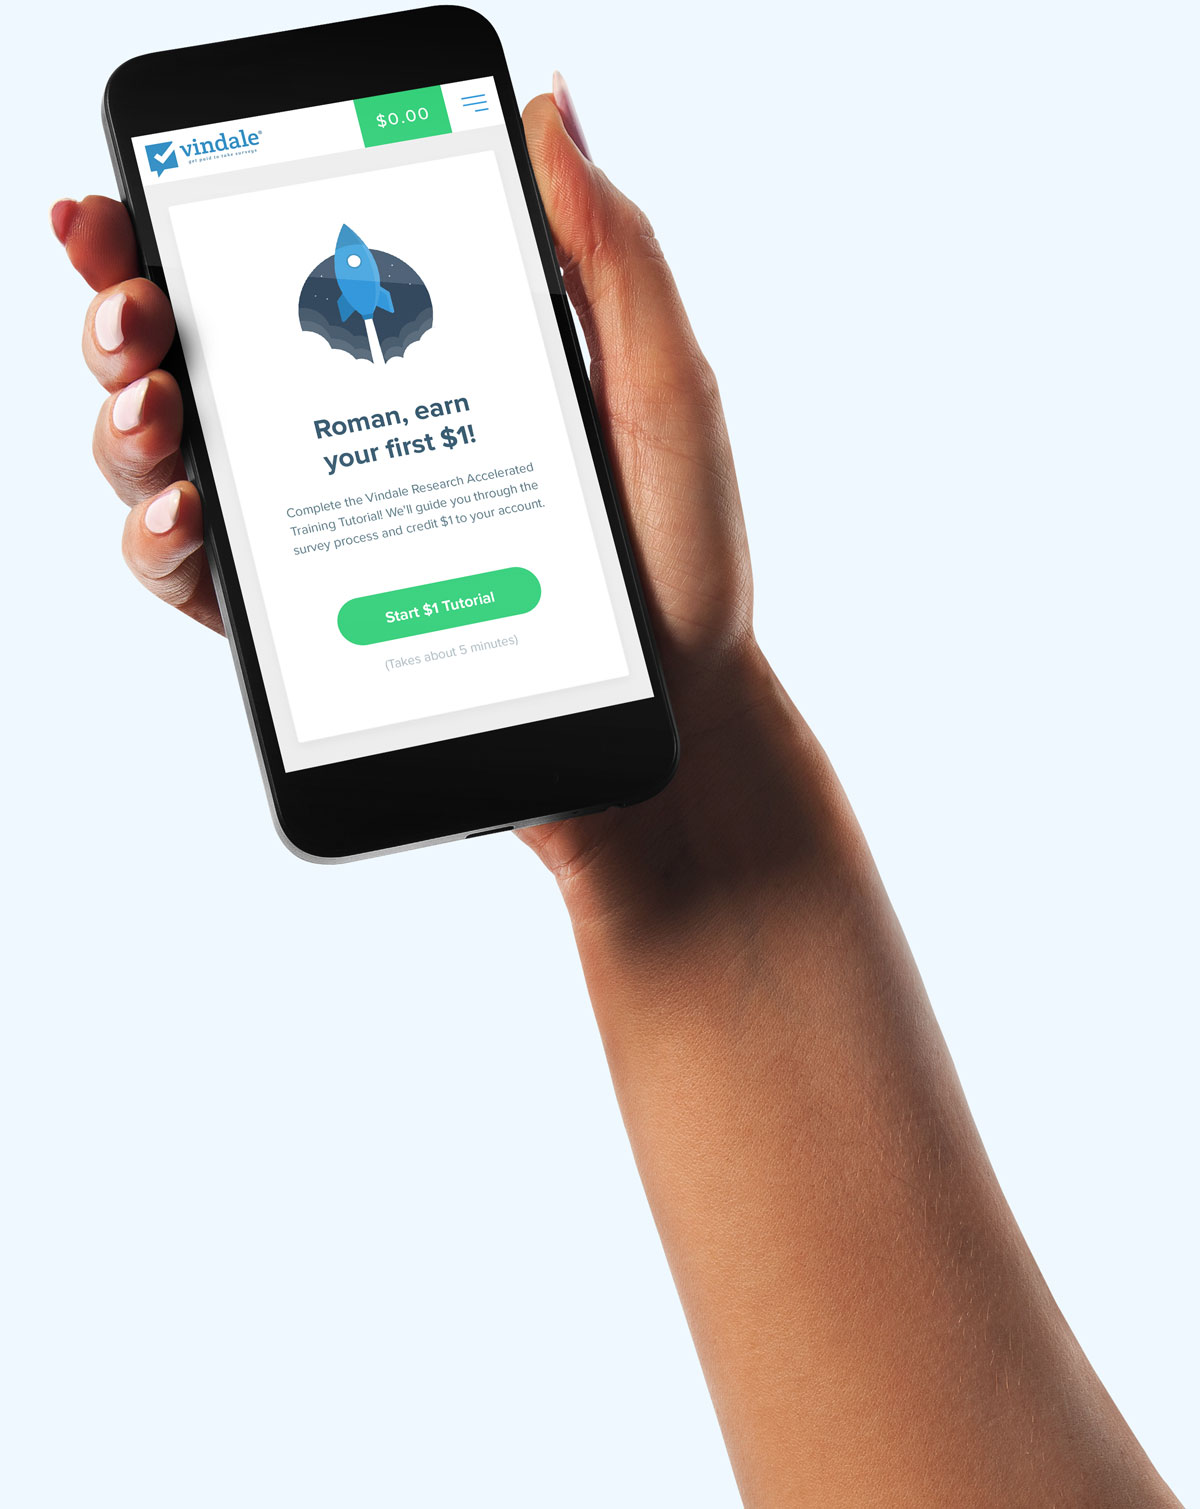 vindale®
get paid to take surveys
$0.00
Roman, earn
your first $1!
Complete the Vindale Research Accelerated
Training Tutorial! We'll guide you through the
survey process and credit $1 to your account.
Start $1 Tutorial
(Takes about 5 minutes)